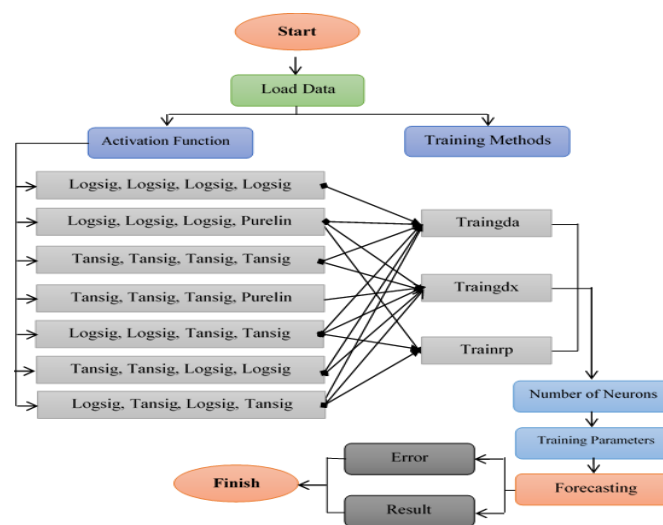 Start
Load Data
Activation Function
Training Methods
Logsig, Logsig, Logsig, Logsig
Logsig, Logsig, Logsig, Purelin
Tansig, Tansig, Tansig, Tansig
Tansig, Tansig, Tansig, Purelin
Logsig, Logsig, Tansig, Tansig
Tansig, Tansig, Logsig, Logsig
Logsig, Tansig, Logsig, Tansig
Traingda
Traingdx
Trainrp
Number of Neurons
Training Parameters
Forecasting
Error
Result
Finish